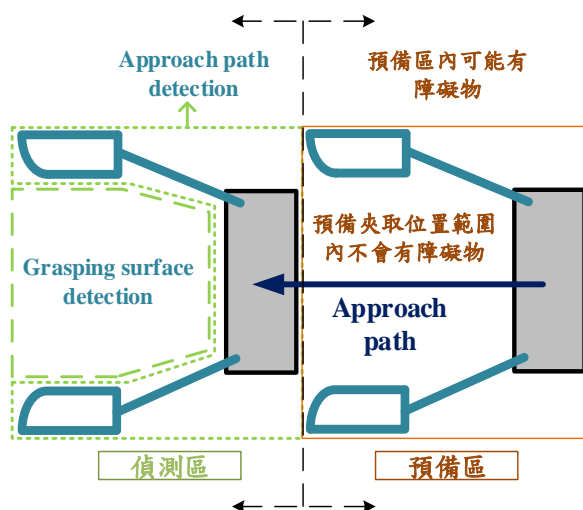 Approach path
detection
預備區內可能有
障礙物
預備夾取位置範圍
內不會有障礙物
Grasping surface
detection
Approach
path
偵測區
預備區